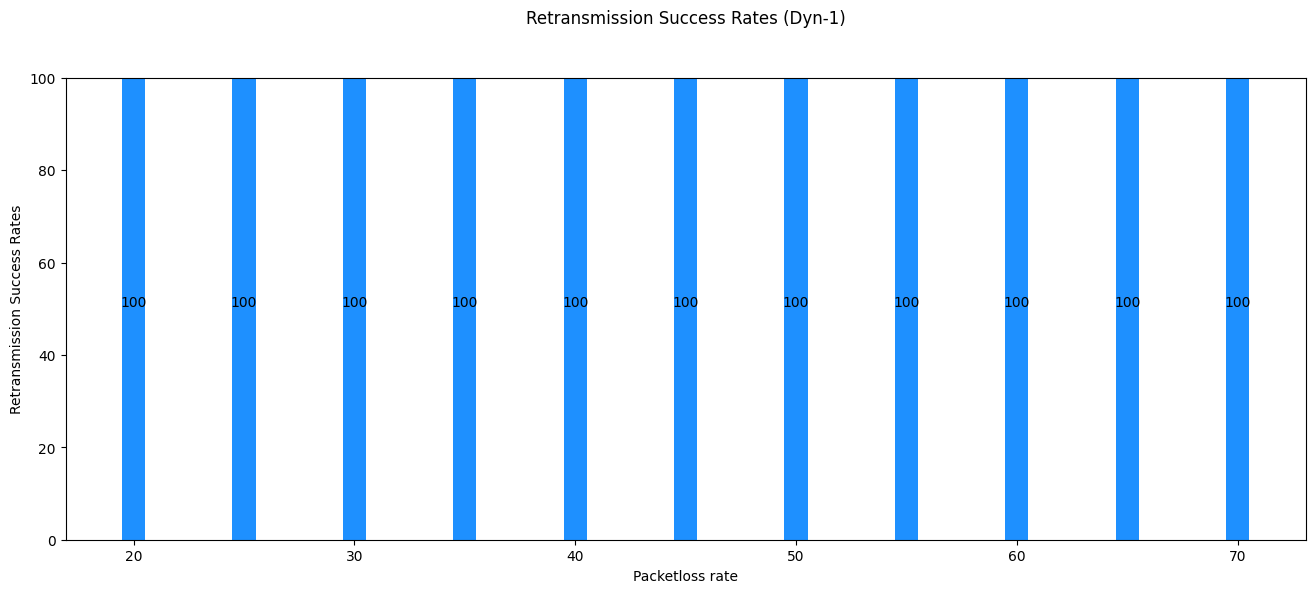 Retransmission Success Rates (Dyn-1)
100
80
60
40
20
0
Retransmission Success Rates
100 100 100 100 100 100 100 100 100 100 100
20 30 40 50 60 70
Packetloss rate